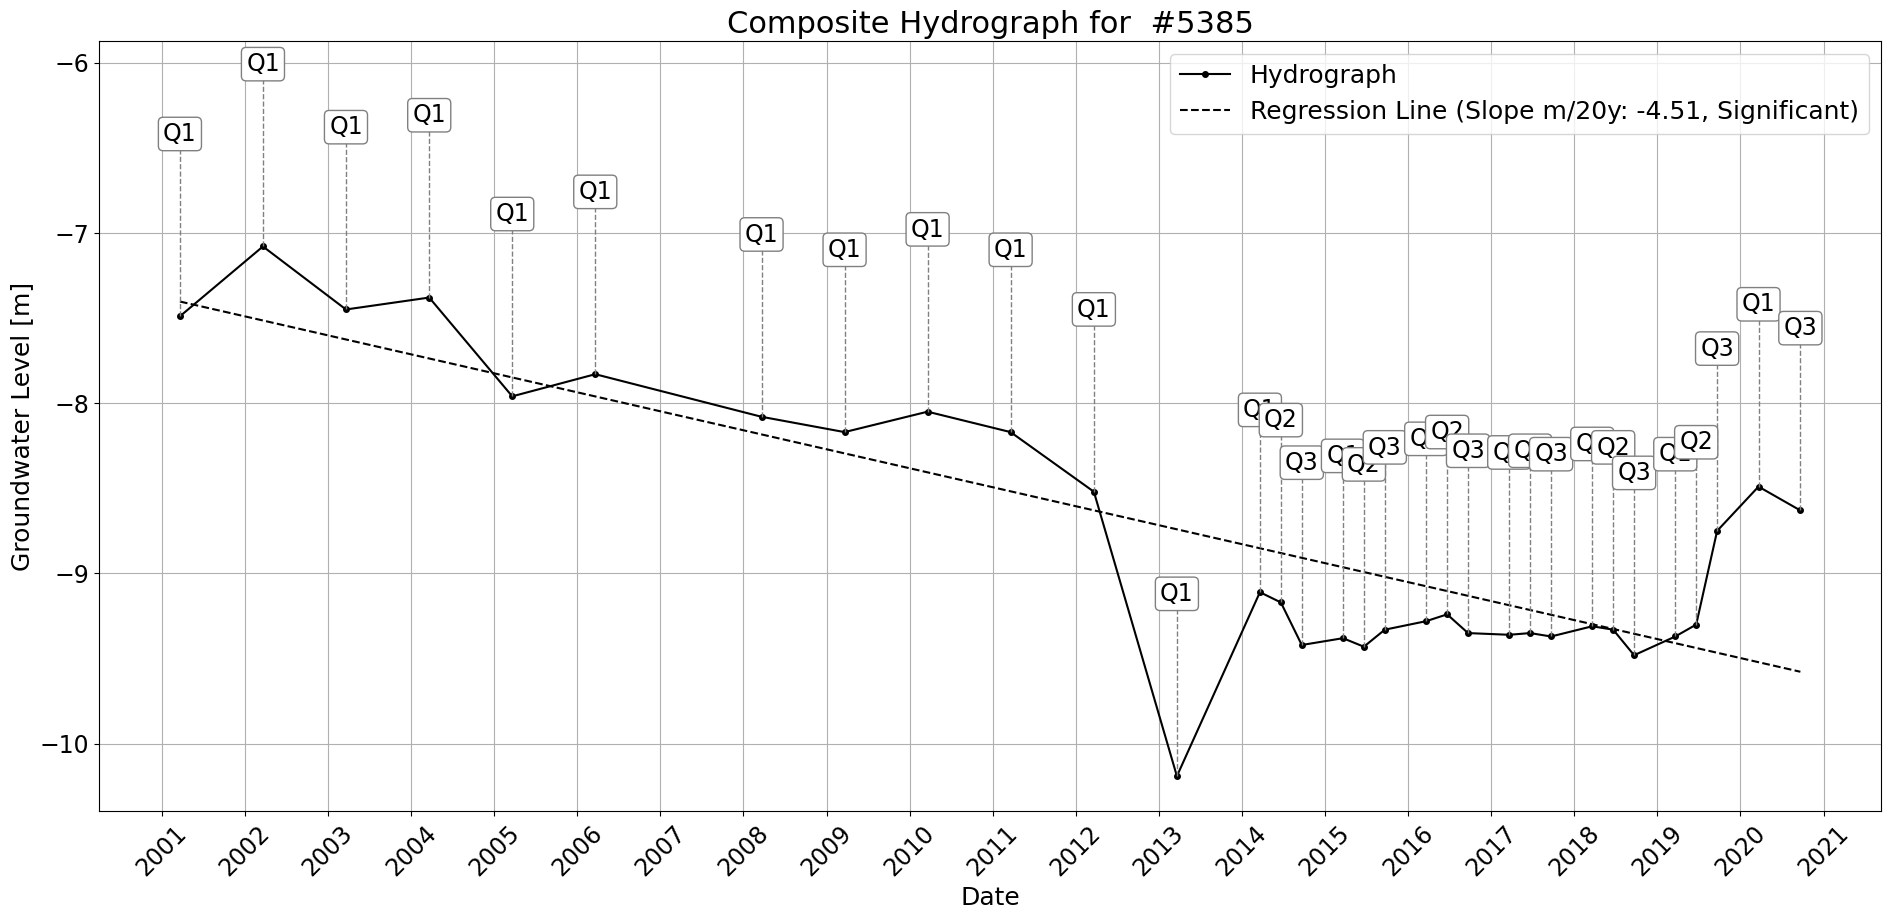 Composite Hydrograph for #5385
Hydrograph
Regression Line (Slope m/20y: -4.51, Significant)
Groundwater Level [m]
−6
−7
−8
−9
−10
Q1
Q1
Q1
Q1
Q1
Q1
Q1
Q1
Q1
Q1
Q1
Q1
Q1
Q2
Q3
Q1
Q2
Q3
Q2
Q3
Q3
Q2
Q3
Q2
Q3
Q1
Q3
2001
2002
2003
2004
2005
2006
2007
2008
2009
2010
2011
2012
2013
2014
2015
2016
2017
2018
2019
2020
2021
Date